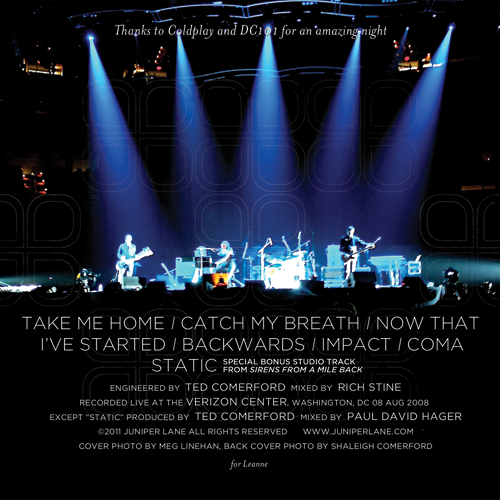 Thanks to Coldplay and DC101 for an amazing night
TAKE ME HOME / CATCH MY BREATH / NOW THAT
I'VE STARTED / BACKWARDS / IMPACT / COMA
STATIC SPECIAL BONUS STUDIO TRACK
FROM SIRENS FROM A MILE BACK
ENGINEERED BY TED COMERFORD MIXED BY RICH STINE
RECORDED LIVE AT THE VERIZON CENTER, WASHINGTON, DC 08 AUG 2008
EXCEPT "STATIC" PRODUCED BY TED COMERFORD MIXED BY PAUL DAVID HAGER
©2011 JUNIPER LANE ALL RIGHTS RESERVED WWW.JUNIPERLANE.COM
COVER PHOTO BY MEG LINEHAN, BACK COVER PHOTO BY SHALEIGH COMERFORD
for Leanne